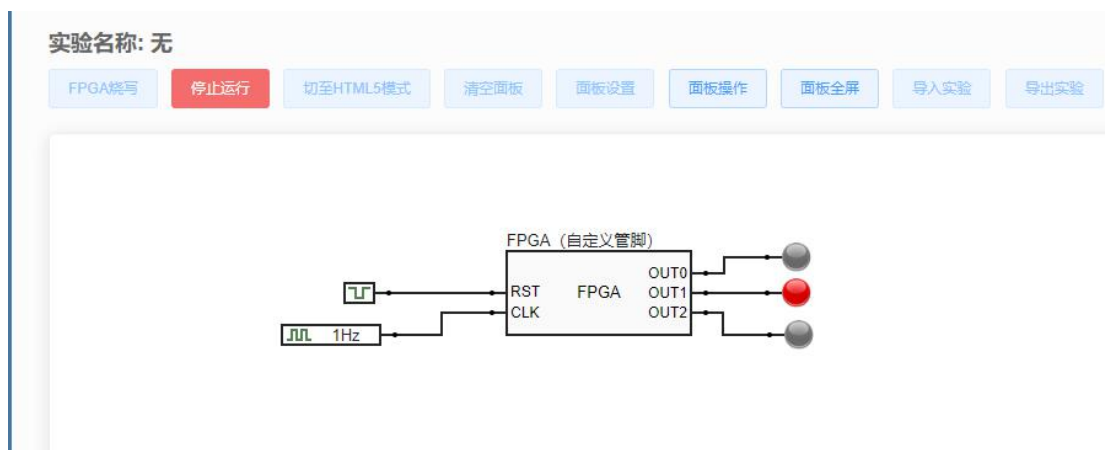 实验名称: 无
FPGA烧写 停止运行 切至HTML5模式 清空面板 面板设置 面板操作 面板全屏 导入实验 导出实验
FPGA（自定义管脚）
OUT0
RST FPGA OUT1
CLK OUT2
1Hz